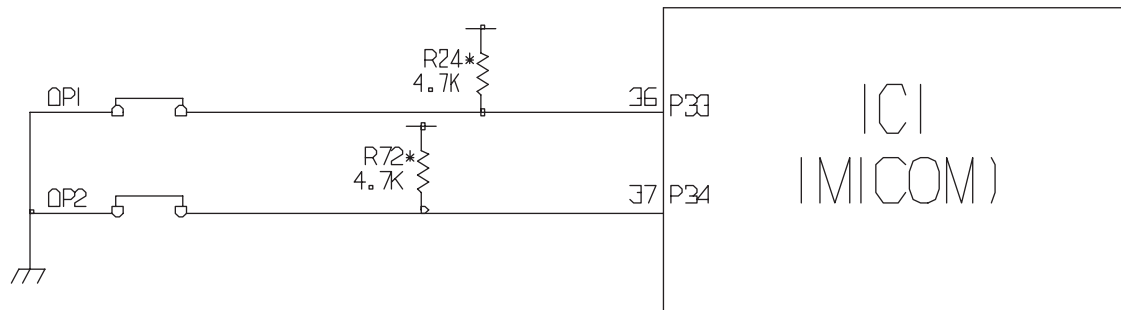 R24*
4.7K
OP1
36 P33
IC1
R72*
4.7K
(MICOM)
OP2
37 P34